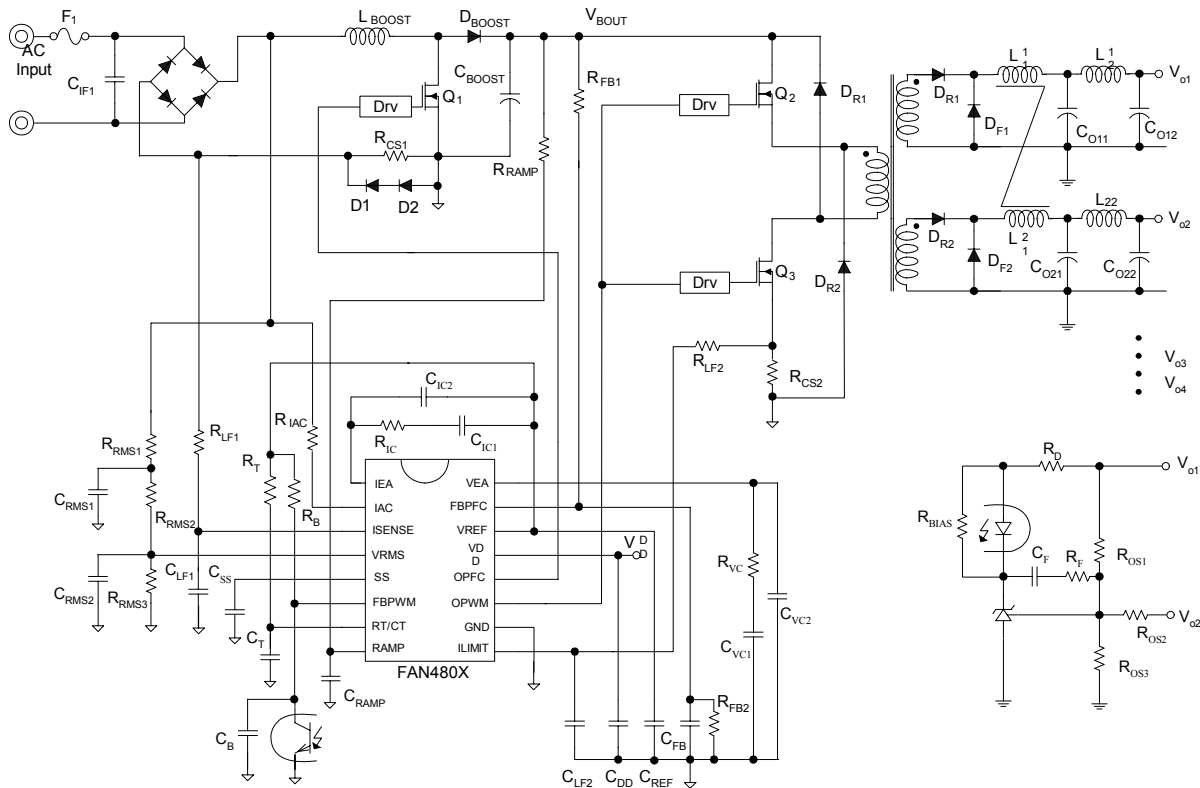 F1
AC
Input
CIF1
LBOOST
DBOOST
VBOUT
Drv
Q1
CBOOST
RCS1
D1
D2
RRAMP
RFB1
Drv
Q2
DR1
Drv
Q3
DR2
RLF2
RCS2
DR1
DF1
L11
L12
CO11
CO12
Vo1
DR2
DF2
L21
L22
CO21
CO22
Vo2
Vo3
Vo4
RRMS1
CRMS1
RRMS2
CRMS2
RRMS3
RLF1
CLF1
CSS
RIAC
RT
RB
CT
CB
CRAMP
CIC2
RIC
CIC1
IEA
IAC
ISENSE
VRMS
SS
FBPWM
RT/CT
RAMP
VEA
FBPFC
VREF
VDD
OPFC
OPWM
GND
ILIMIT
FAN480X
VDD
RVC
CVC1
CVC2
RFB2
CLF2
CDD
CREF
CFB
RD
Vo1
RBIAS
CF
RF
ROS1
Vo2
ROS2
ROS3